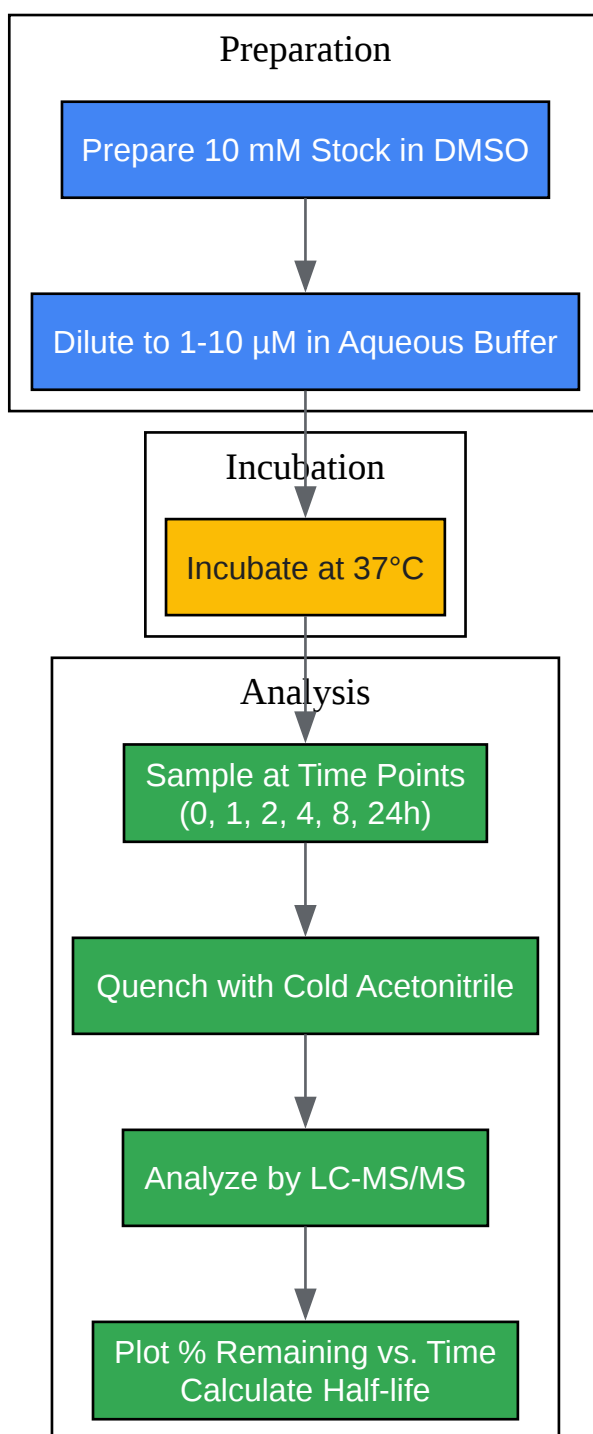 Preparation
Prepare 10 mM Stock in DMSO
Dilute to 1-10 µM in Aqueous Buffer
Incubation
Incubate at 37°C
Analysis
Sample at Time Points
(0, 1, 2, 4, 8, 24h)
Quench with Cold Acetonitrile
Analyze by LC-MS/MS
Plot % Remaining vs. Time
Calculate Half-life